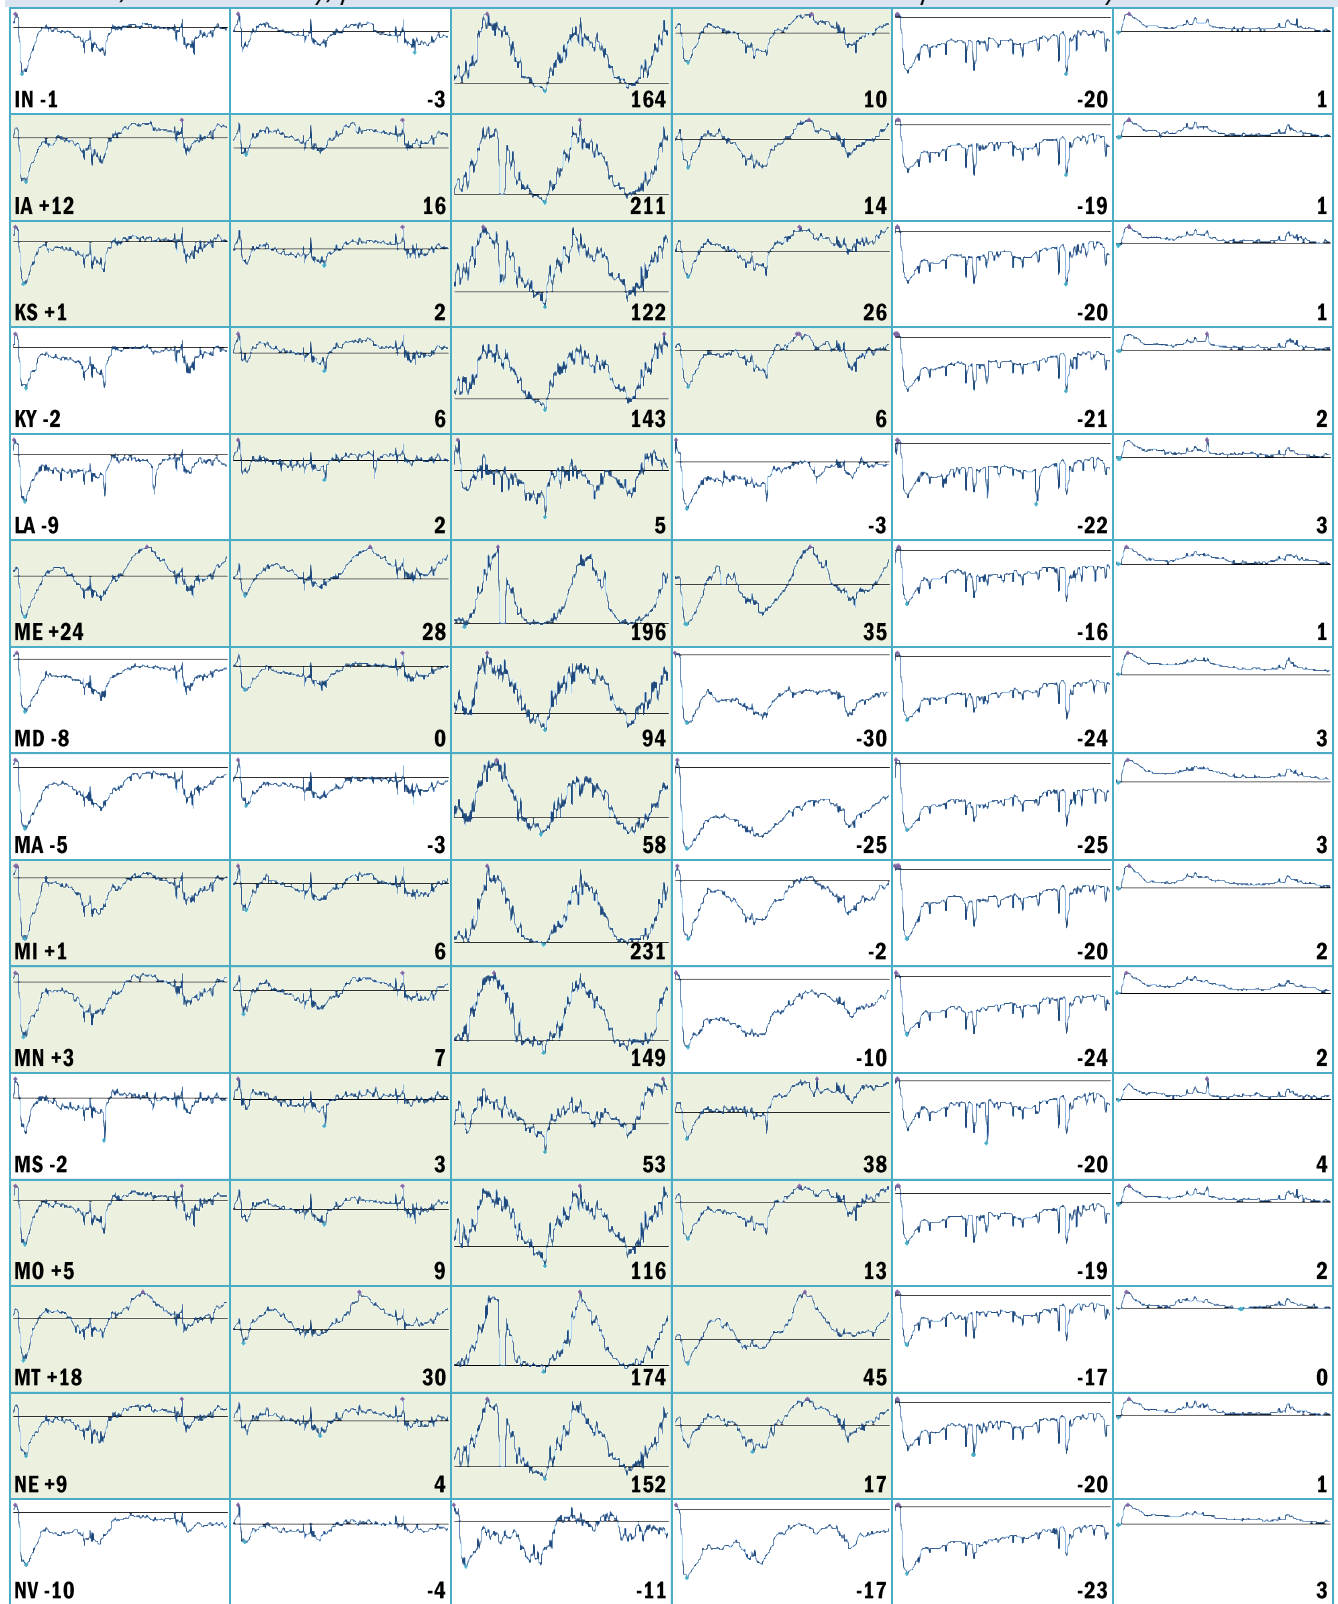 IN -1 -3 164 10 -20 1
IA +12 16 211 14 -19 1
KS +1 2 122 26 -20 1
KY -2 6 143 6 -21 2
LA -9 2 5 -3 -22 3
ME +24 28 196 35 -16 1
MD -8 0 94 -30 -24 3
MA -5 -3 58 -25 -25 3
MI +1 6 231 -2 -20 2
MN +3 7 149 -10 -24 2
MS -2 3 53 38 -20 4
MO +5 9 116 13 -19 2
MT +18 30 174 45 -17 0
NE +9 4 152 17 -20 1
NV -10 -4 -11 -17 -23 3